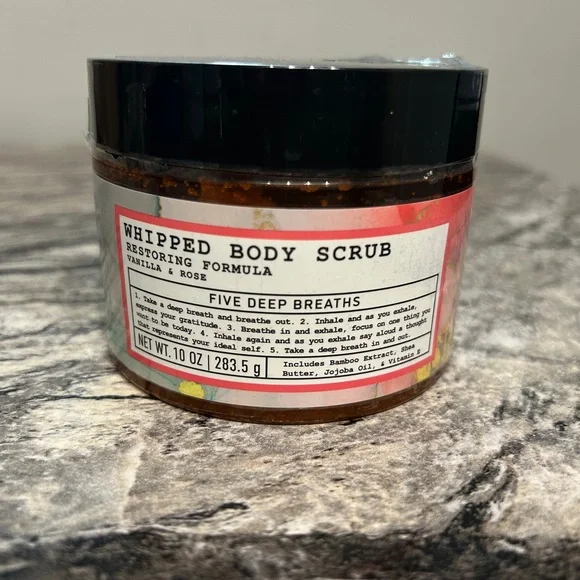 WHIPPED BODY SCRUB
RESTORING FORMULA
VANILLA & ROSE
FIVE DEEP BREATHS
1. Take a deep breath and breathe out. 2. Inhale and as you exhale,
express your gratitude. 3. Breathe in and exhale, focus on one thing you
want to be today. 4. Inhale again and as you exhale say aloud a thought
that represents your ideal self. 5. Take a deep breath in and out.
NET WT. 10 OZ | 283.5 g
Includes Bamboo Extract, Shea
Butter, Jojoba Oil, & Vitamin E